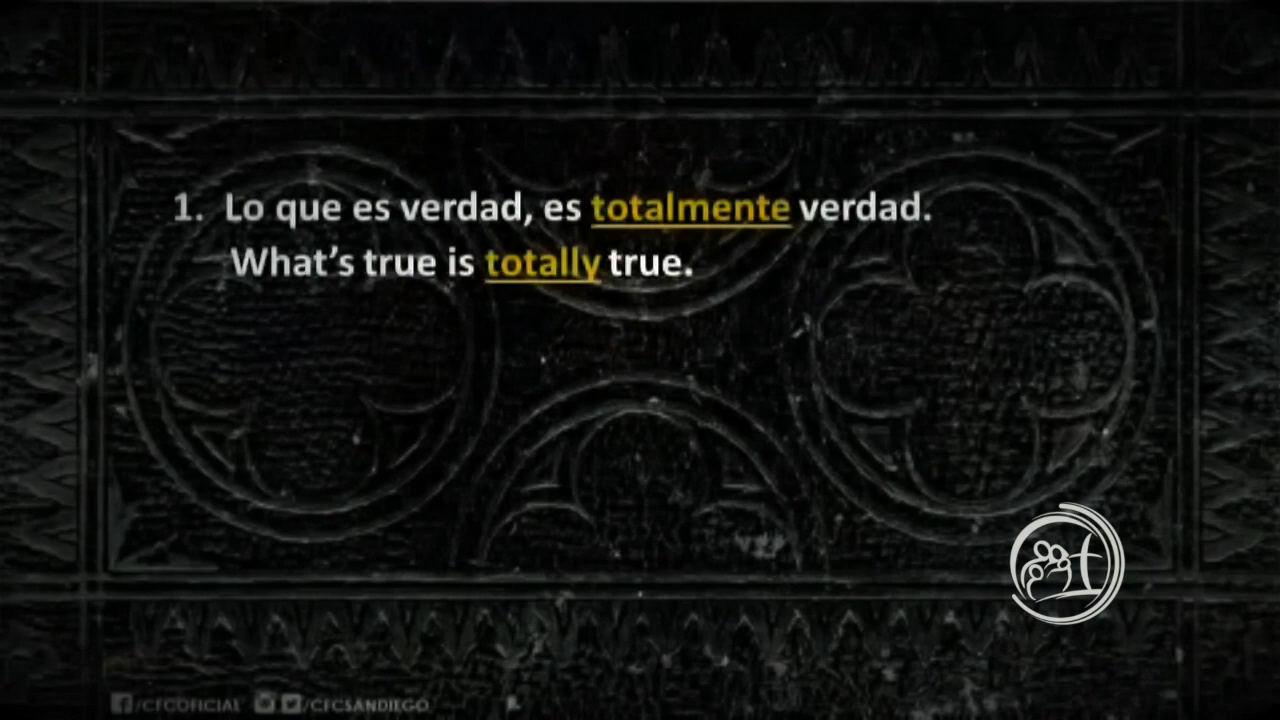 1. Lo que es verdad, es totalmente verdad.
What's true is totally true.
/CFCOFICIAL /CFCSANDIEGO